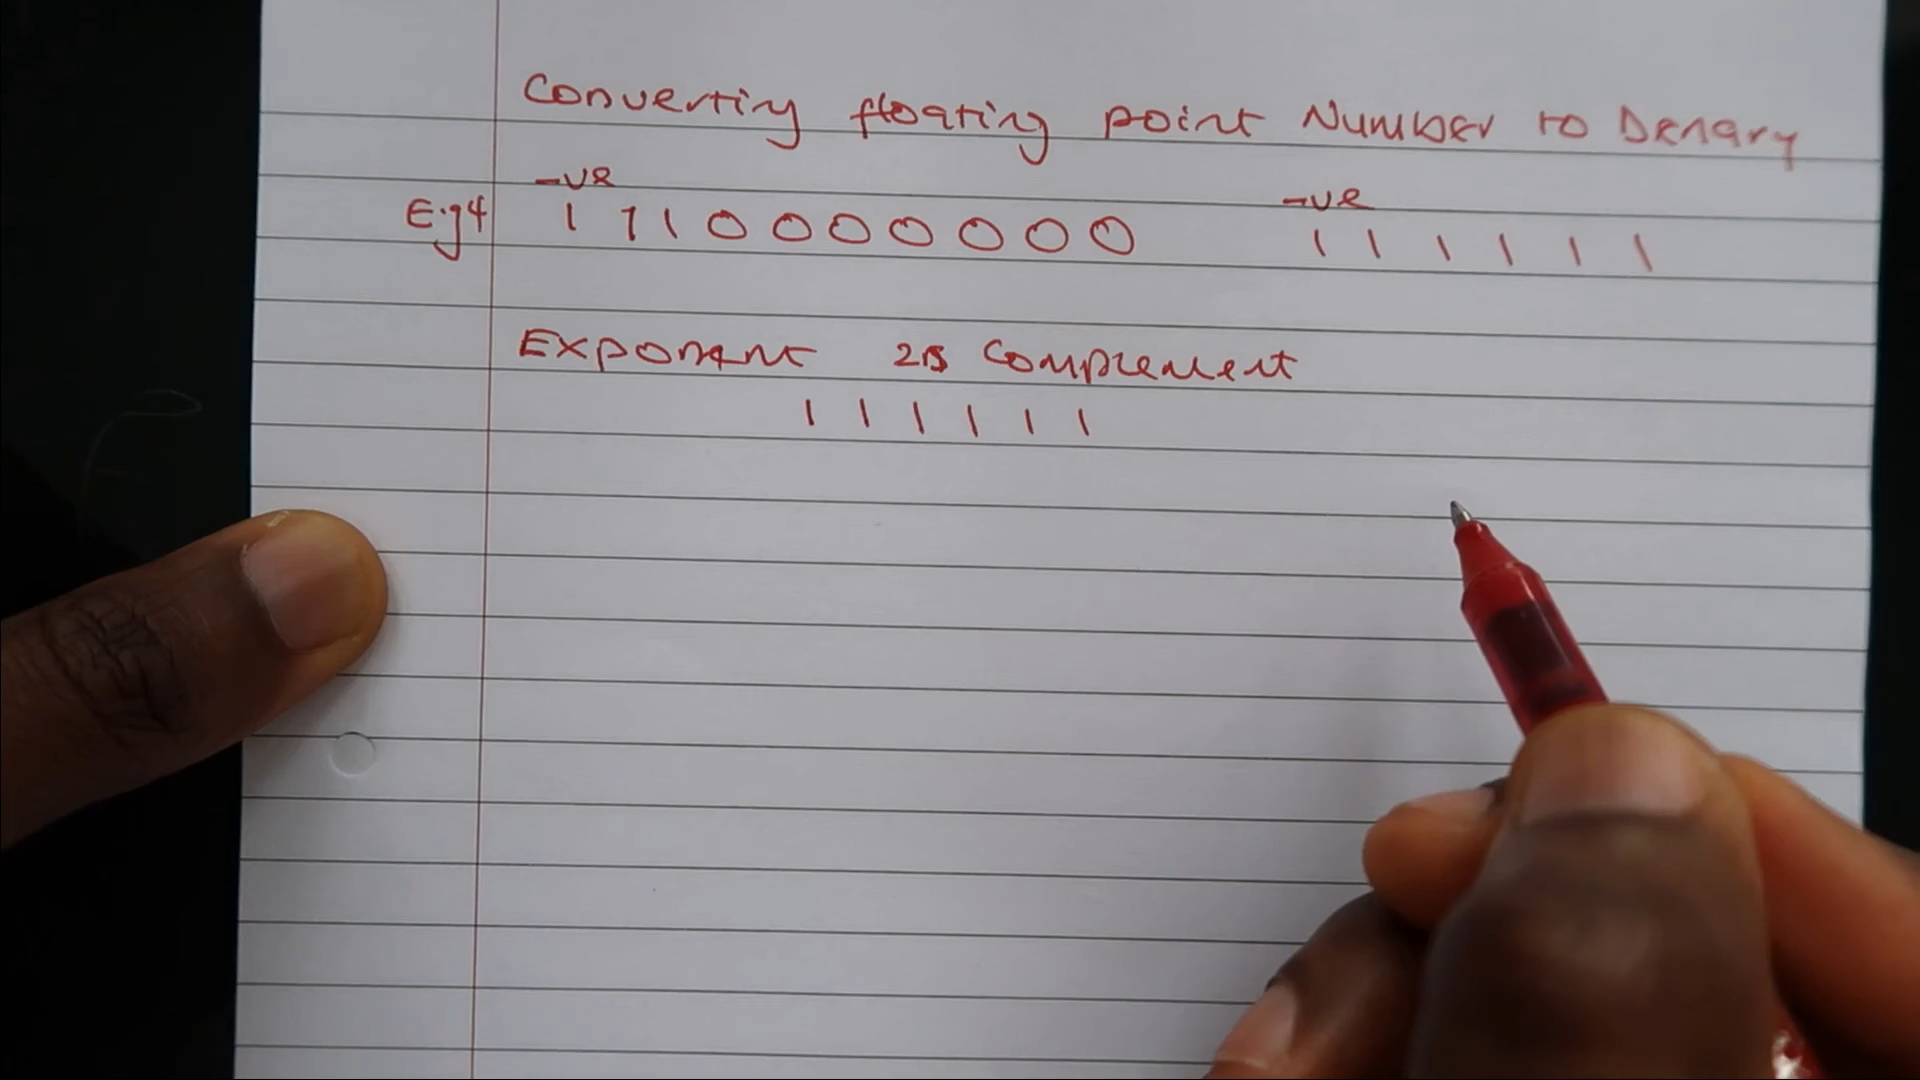 Converting floating point Number to Denary
-ve -ve
E.g4 1 1 1 0 0 0 0 0 0 0 1 1 1 1 1 1
Exponent 2s Complement
1 1 1 1 1 1